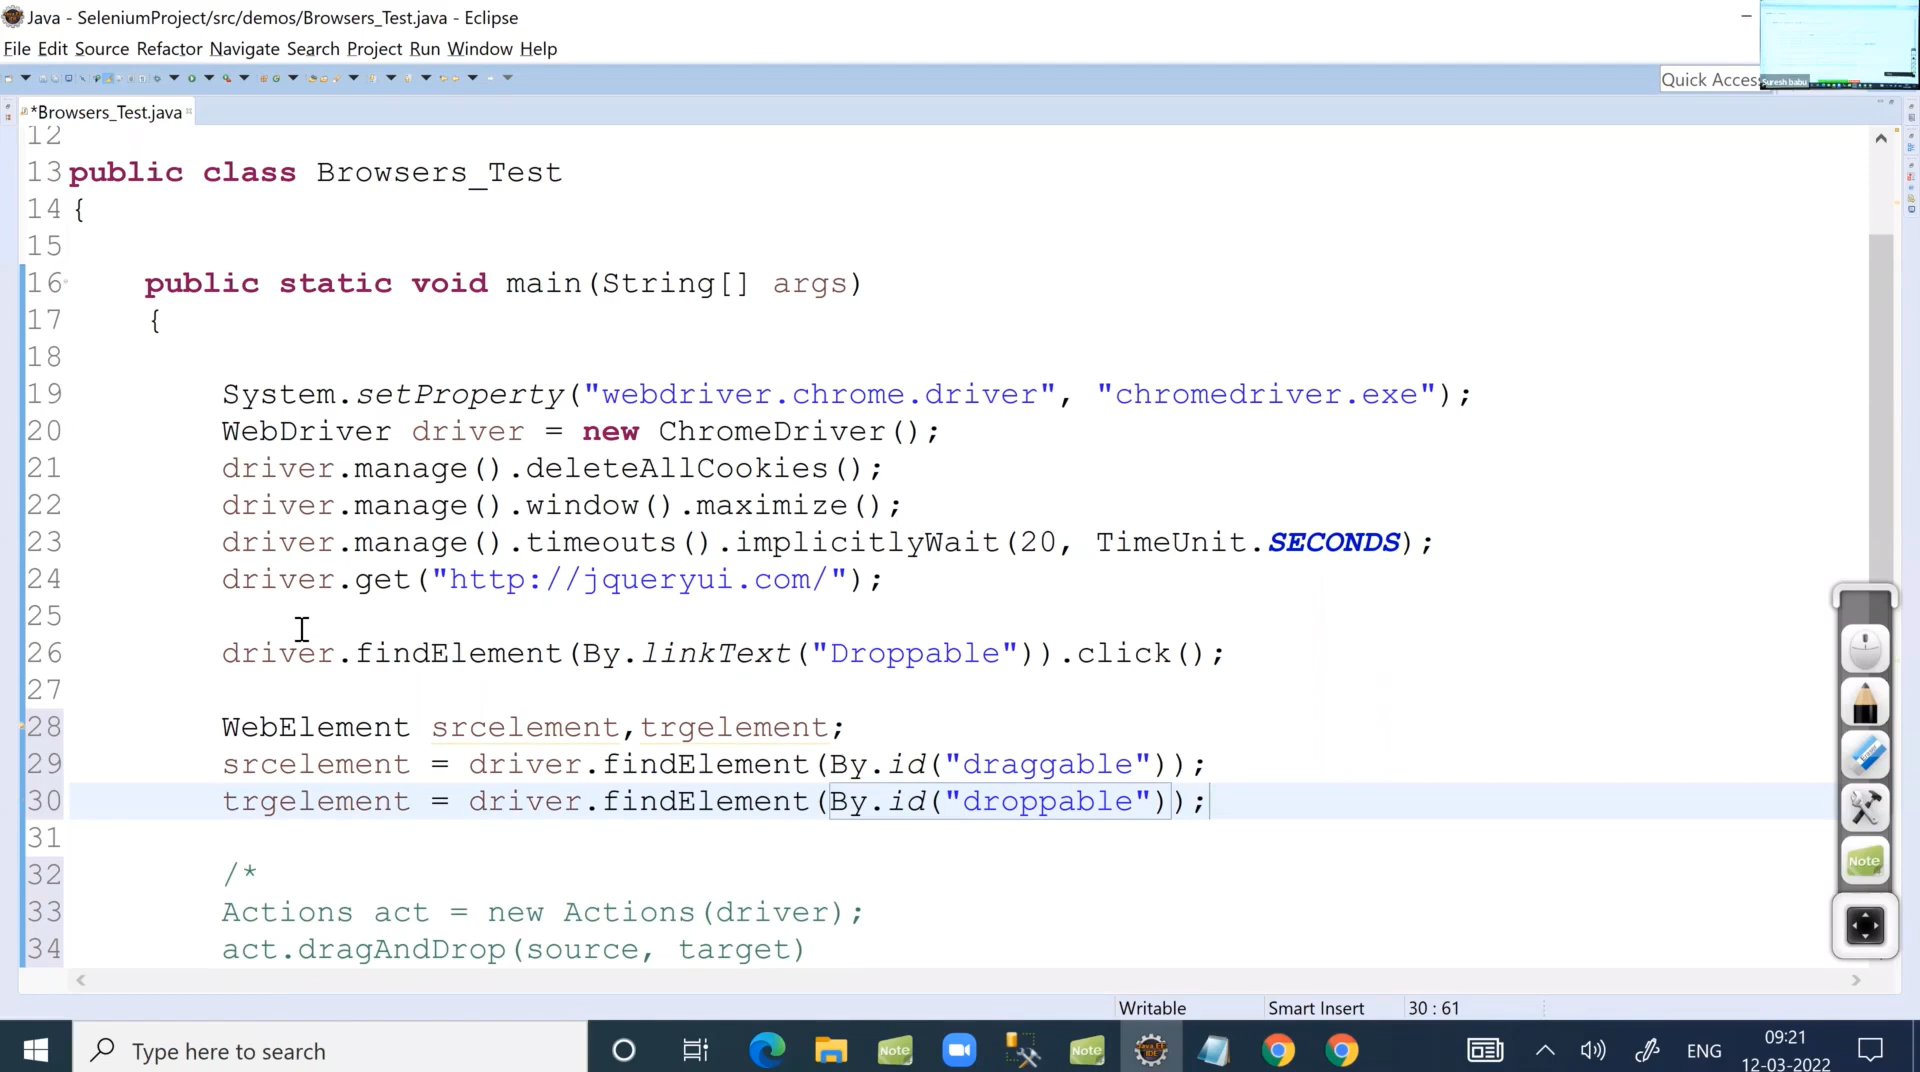 Java - SeleniumProject/src/demos/Browsers_Test.java - Eclipse
File Edit Source Refactor Navigate Search Project Run Window Help
Quick Access
Suresh babu
*Browsers_Test.java
12
13 public class Browsers_Test
14 {
15
16 public static void main(String[] args)
17 {
18
19 System.setProperty("webdriver.chrome.driver", "chromedriver.exe");
20 WebDriver driver = new ChromeDriver();
21 driver.manage().deleteAllCookies();
22 driver.manage().window().maximize();
23 driver.manage().timeouts().implicitlyWait(20, TimeUnit.SECONDS);
24 driver.get("http://jqueryui.com/");
25
26 driver.findElement(By.linkText("Droppable")).click();
27
28 WebElement srcelement,trgelement;
29 srcelement = driver.findElement(By.id("draggable"));
30 trgelement = driver.findElement(By.id("droppable"));
31
32 /*
33 Actions act = new Actions(driver);
34 act.dragAndDrop(source, target)
Note
Writable Smart Insert 30 : 61
Type here to search
Note
Note
Java EE
IDE
ENG
09:21
12-03-2022